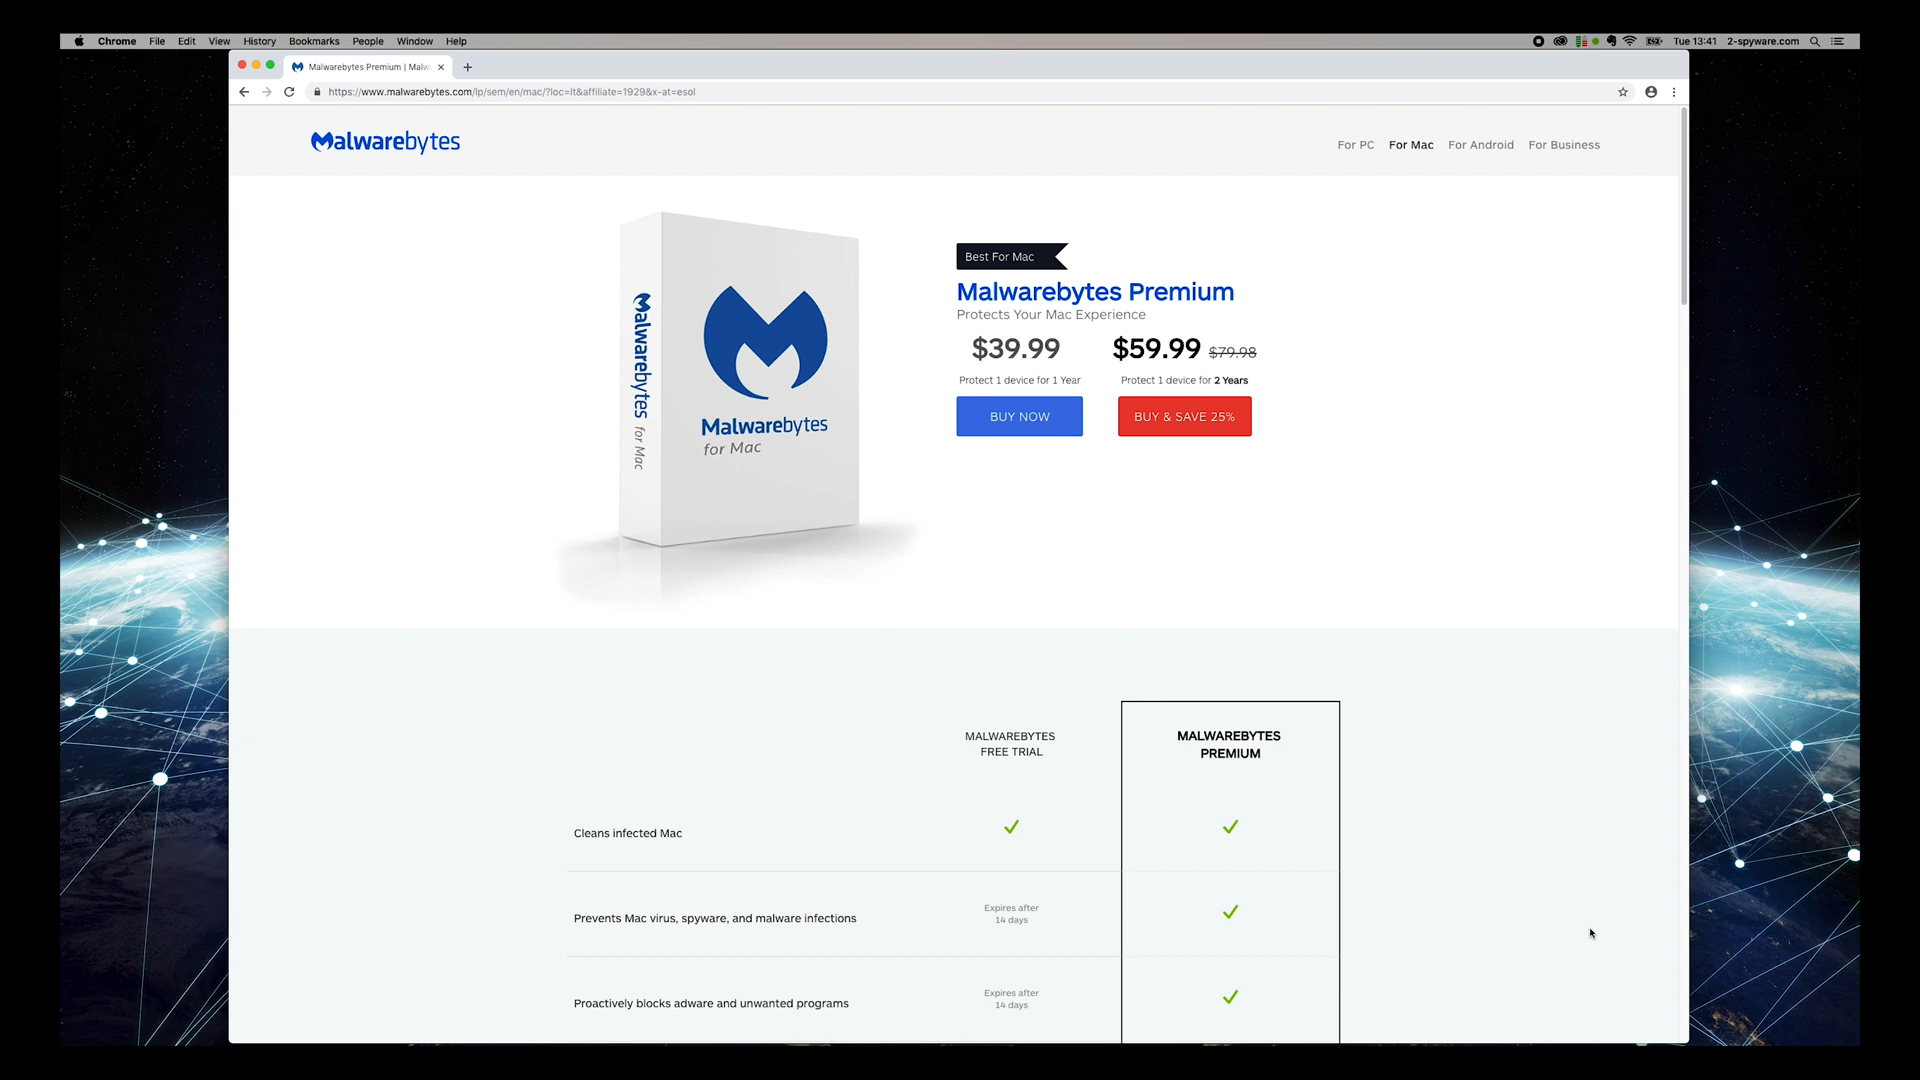 Chrome File Edit View History Bookmarks People Window Help
Tue 13:41 2-spyware.com
Malwarebytes Premium | Malw
https://www.malwarebytes.com/lp/sem/en/mac/?loc=lt&affiliate=1929&x-at=esol
Malwarebytes
For PC For Mac For Android For Business
Malwarebytes for Mac
Malwarebytes
for Mac
Best For Mac
Malwarebytes Premium
Protects Your Mac Experience
$39.99 $59.99 $79.98
Protect 1 device for 1 Year Protect 1 device for 2 Years
BUY NOW BUY & SAVE 25%
MALWAREBYTES
FREE TRIAL
MALWAREBYTES
PREMIUM
Cleans infected Mac
Prevents Mac virus, spyware, and malware infections
Expires after
14 days
Proactively blocks adware and unwanted programs
Expires after
14 days